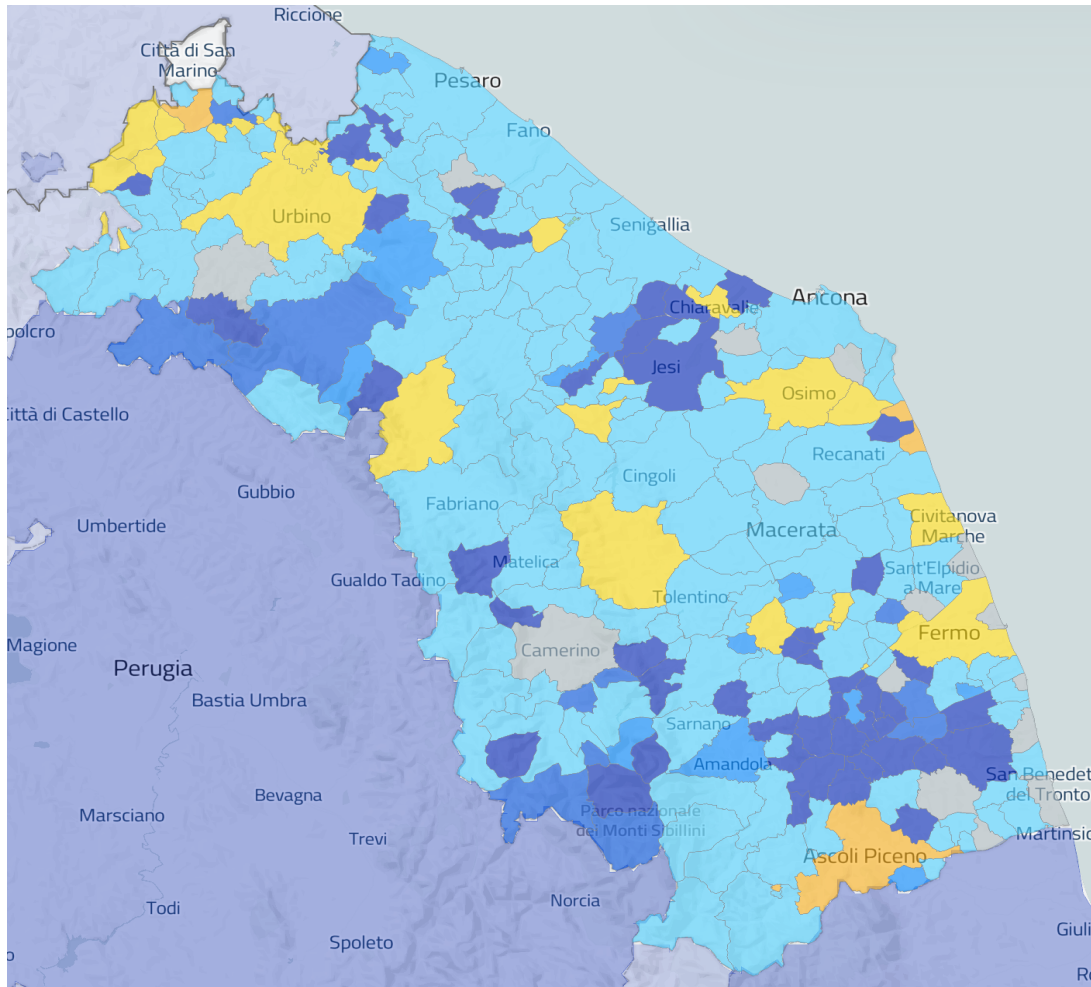 Riccione
Città di San
Marino
Pesaro
Fano
Urbino
Senigallia
Ancona
Chiaravalle
polcro
Jesi
Osimo
Città di Castello
Recanati
Cingoli
Gubbio
Fabriano
Umbertide
Civitanova
Marche
Macerata
Matelica
Gualdo Tadino
Sant'Elpidio
a Mare
Tolentino
Magione
Fermo
Camerino
Perugia
Bastia Umbra
Sarnano
Amandola
San Benedet
del Tronto
Bevagna
Marsciano
Parco nazionale
dei Monti Sibillini
Trevi
Martinsic
Ascoli Piceno
Norcia
Todi
Giuli
Spoleto
o
Ro